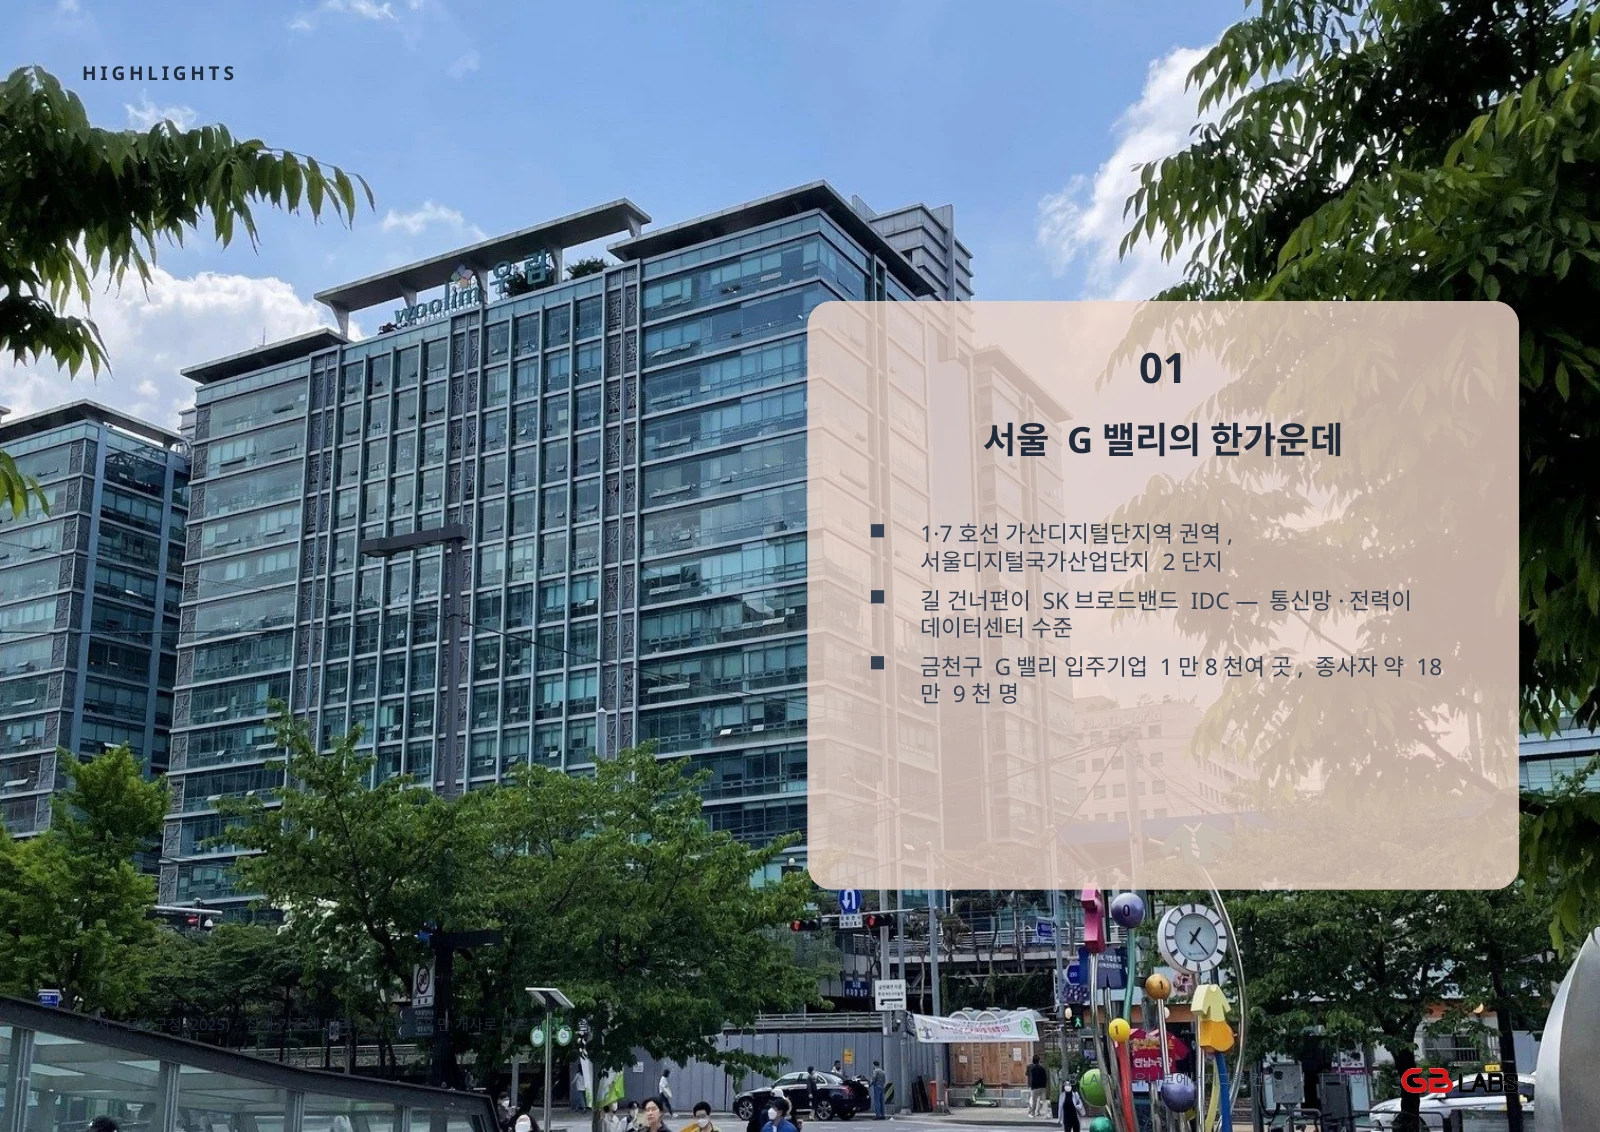 HIGHLIGHTS
woolim 우림
01
서울 G 밸리의 한가운데
■ 1·7 호선 가산디지털단지역 권역 ,
서울디지털국가산업단지 2 단지
■ 길 건너편이 SK 브로드밴드 IDC — 통신망 · 전력이
데이터센터 수준
■ 금천구 G 밸리 입주기업 1 만 8 천여 곳 , 종사자 약 18
만 9 천 명
0
1
1
GB LABS